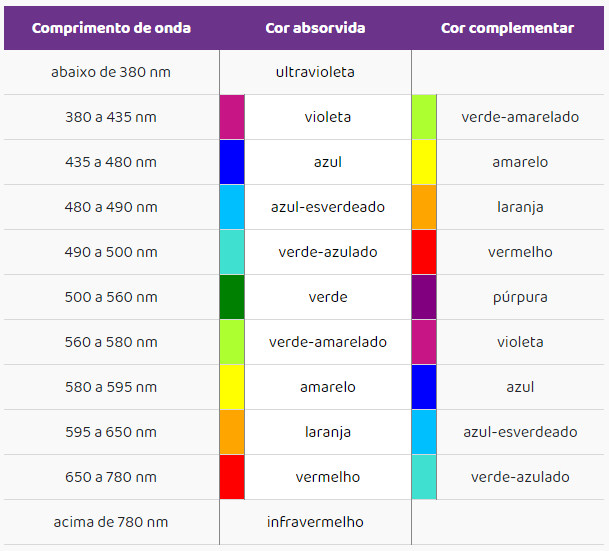 Comprimento de onda Cor absorvida Cor complementar
abaixo de 380 nm ultravioleta
380 a 435 nm violeta verde-amarelado
435 a 480 nm azul amarelo
480 a 490 nm azul-esverdeado laranja
490 a 500 nm verde-azulado vermelho
500 a 560 nm verde púrpura
560 a 580 nm verde-amarelado violeta
580 a 595 nm amarelo azul
595 a 650 nm laranja azul-esverdeado
650 a 780 nm vermelho verde-azulado
acima de 780 nm infravermelho